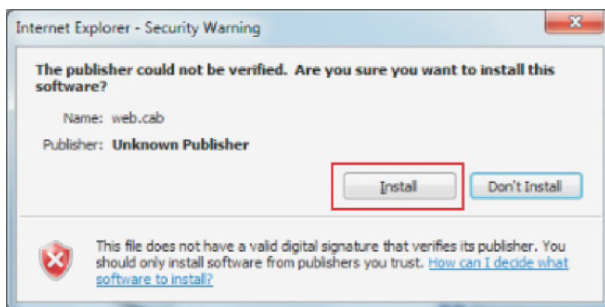 Internet Explorer - Security Warning
The publisher could not be verified. Are you sure you want to install this
software?
Name: web.cab
Publisher: Unknown Publisher
Install
Don't Install
This file does not have a valid digital signature that verifies its publisher. You
should only install software from publishers you trust. How can I decide what
software to install?